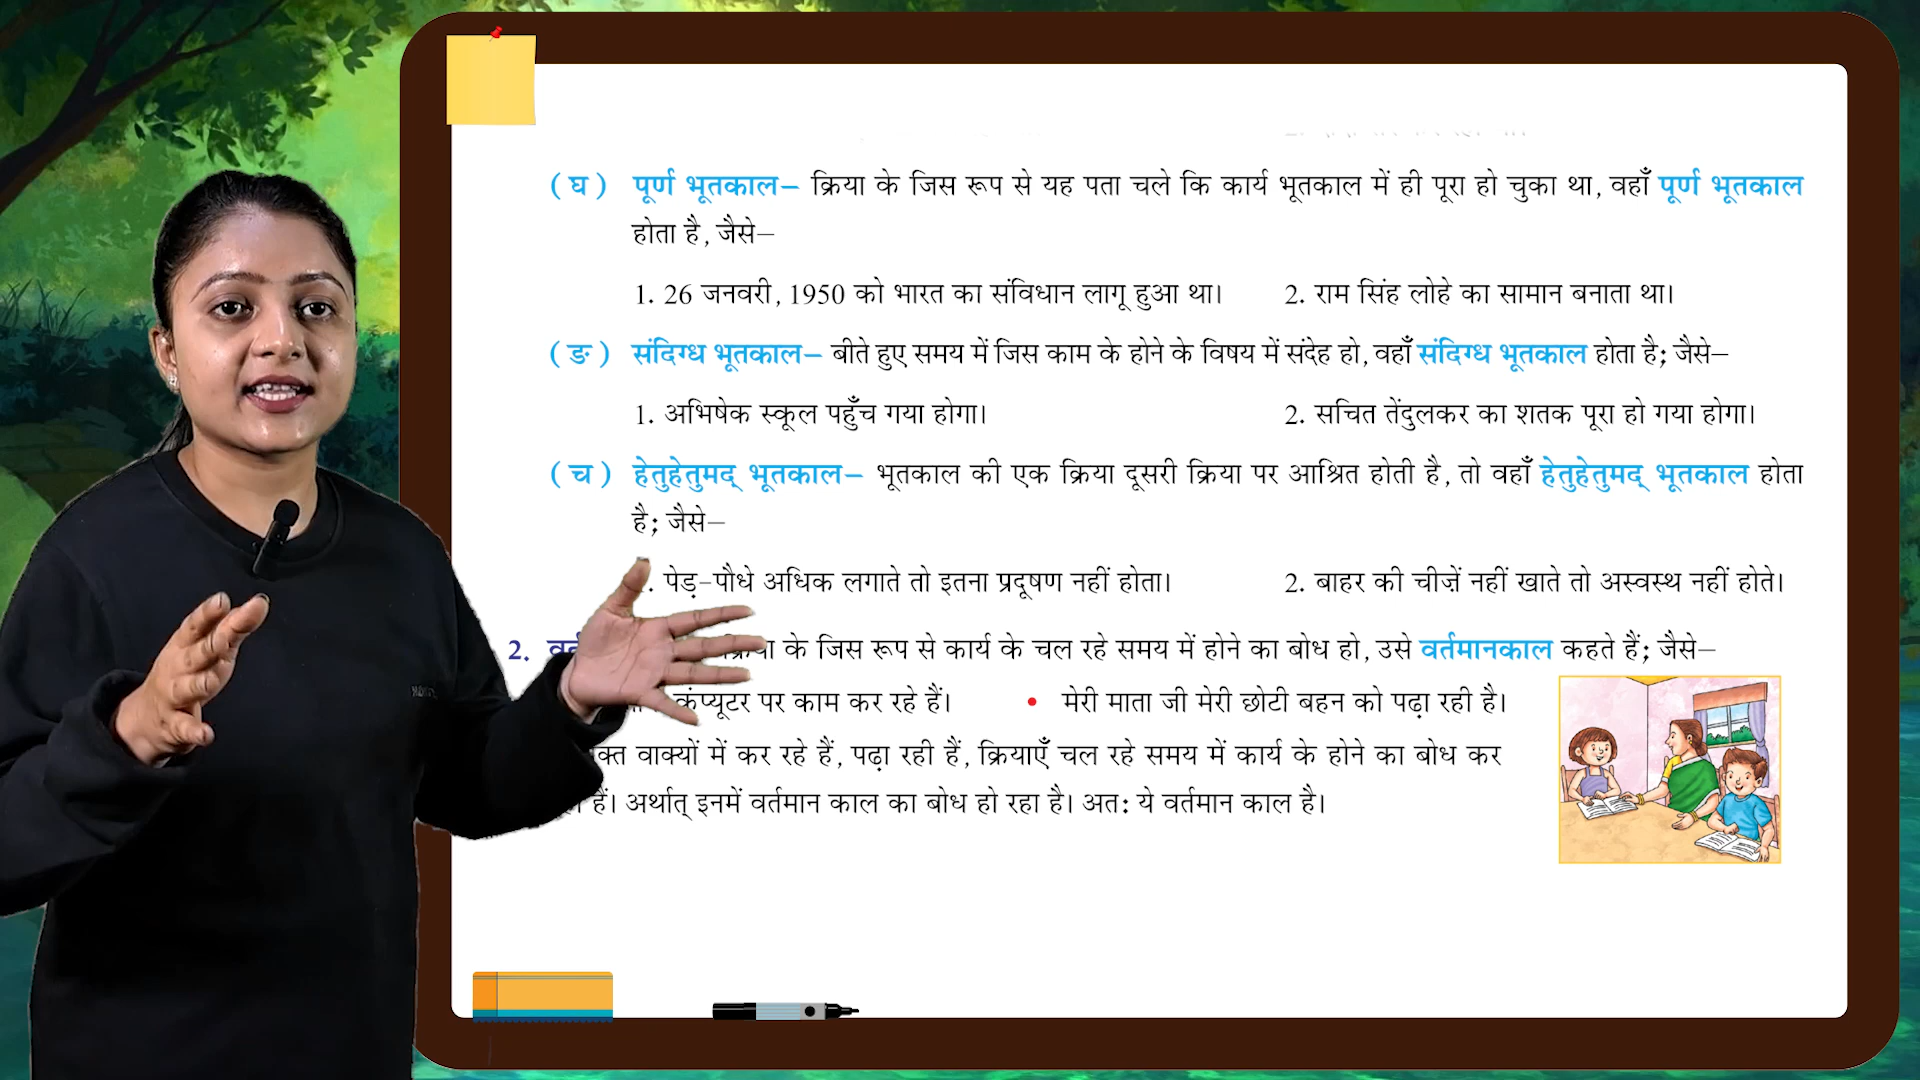 (घ) पूर्ण भूतकाल– क्रिया के जिस रूप से यह पता चले कि कार्य भूतकाल में ही पूरा हो चुका था, वहाँ पूर्ण भूतकाल
होता है, जैसे–
1. 26 जनवरी, 1950 को भारत का संविधान लागू हुआ था। 2. राम सिंह लोहे का सामान बनाता था।
(ङ) संदिग्ध भूतकाल– बीते हुए समय में जिस काम के होने के विषय में संदेह हो, वहाँ संदिग्ध भूतकाल होता है; जैसे–
1. अभिषेक स्कूल पहुँच गया होगा। 2. सचित तेंदुलकर का शतक पूरा हो गया होगा।
(च) हेतुहेतुमद् भूतकाल– भूतकाल की एक क्रिया दूसरी क्रिया पर आश्रित होती है, तो वहाँ हेतुहेतुमद् भूतकाल होता
है; जैसे–
पेड़-पौधे अधिक लगाते तो इतना प्रदूषण नहीं होता। 2. बाहर की चीज़ें नहीं खाते तो अस्वस्थ नहीं होते।
2. के जिस रूप से कार्य के चल रहे समय में होने का बोध हो, उसे वर्तमानकाल कहते हैं; जैसे–
कंप्यूटर पर काम कर रहे हैं। • मेरी माता जी मेरी छोटी बहन को पढ़ा रही है।
वाक्यों में कर रहे हैं, पढ़ा रही हैं, क्रियाएँ चल रहे समय में कार्य के होने का बोध कर
हैं। अर्थात् इनमें वर्तमान काल का बोध हो रहा है। अत: ये वर्तमान काल है।